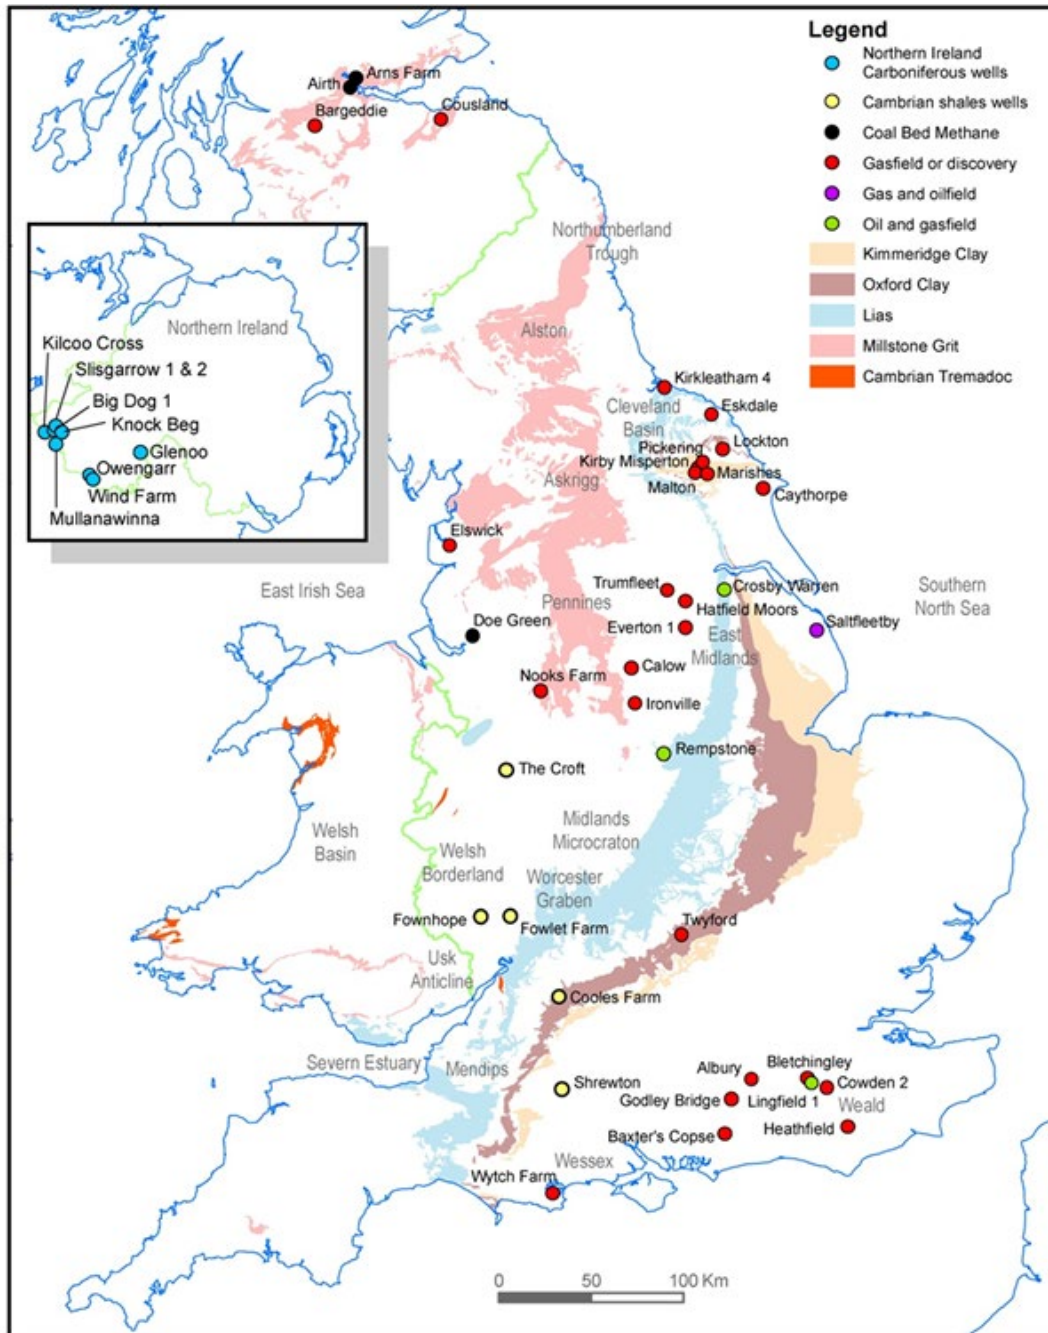 Legend
Northern Ireland
Carboniferous wells
Cambrian shales wells
Coal Bed Methane
Gasfield or discovery
Gas and oilfield
Oil and gasfield
Kimmeridge Clay
Oxford Clay
Lias
Millstone Grit
Cambrian Tremadoc
Arns Farm
Airth
Bargeddie
Cousland
Northumberland
Trough
Alston
Northern Ireland
Kilcoo Cross
Slisgarrow 1 & 2
Big Dog 1
Knock Beg
Glenoo
Owengarr
Wind Farm
Mullanawinna
Kirkleatham 4
Cleveland
Basin
Eskdale
Lockton
Pickering
Kirby Misperton
Marishes
Malton
Caythorpe
Askrigg
Elswick
East Irish Sea
Trumfleet
Crosby Warren
Southern
North Sea
Pennines
Hatfield Moors
Doe Green
Everton 1
East
Midlands
Saltfleetby
Calow
Nooks Farm
Ironville
Rempstone
The Croft
Welsh
Basin
Midlands
Microcraton
Welsh
Borderland
Worcester
Graben
Fownhope
Fowlet Farm
Twyford
Usk
Anticline
Cooles Farm
Severn Estuary
Mendips
Shrewton
Albury
Bletchingley
Cowden 2
Godley Bridge
Lingfield 1
Weald
Baxter's Copse
Heathfield
Wessex
Wytch Farm
0 50 100 Km